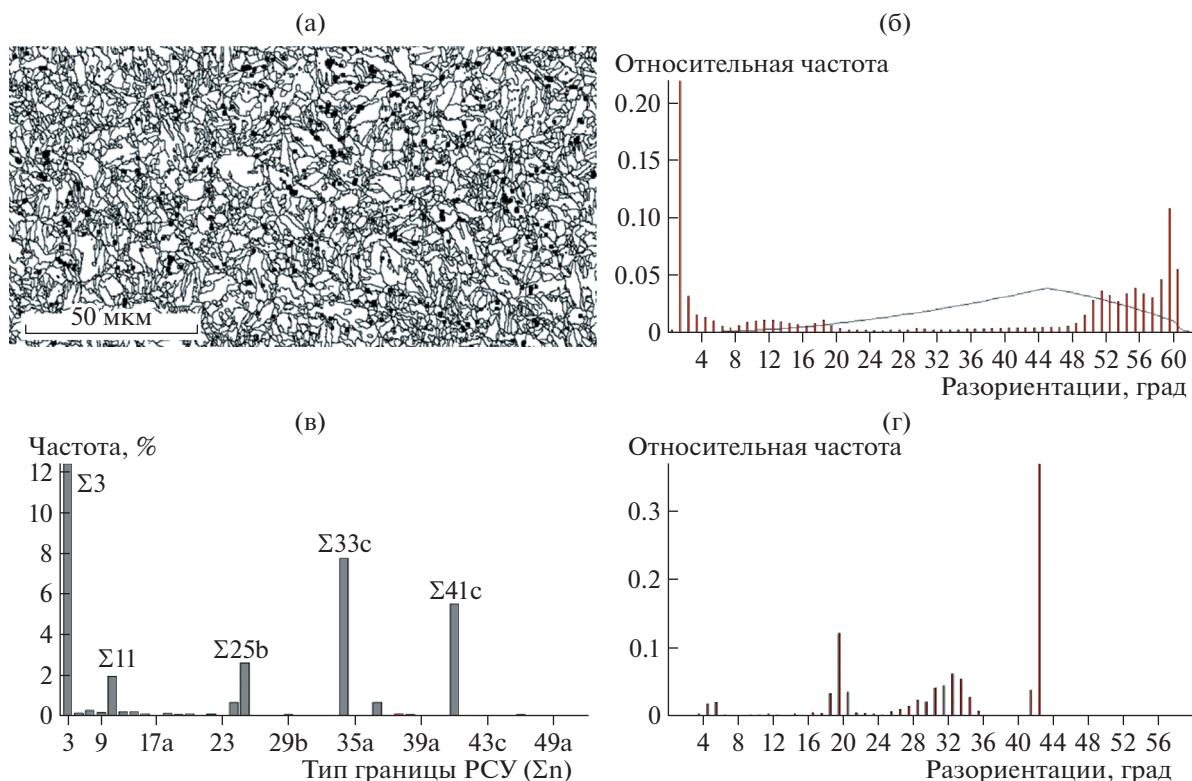 (а)
50 мкм
(б)
Относительная частота
0.20
0.15
0.10
0.05
0
4 8 12 16 20 24 28 32 36 40 44 48 52 56 60
Разориентации, град
(в)
Частота, %
12
10
8
6
4
2
0
Σ3
Σ11
Σ25b
Σ33c
Σ41c
3 9 17a 23 29b 35a 39a 43c 49a
Тип границы РСУ (Σn)
(г)
Относительная частота
0.3
0.2
0.1
0
4 8 12 16 20 24 28 32 36 40 44 48 52 56
Разориентации, град